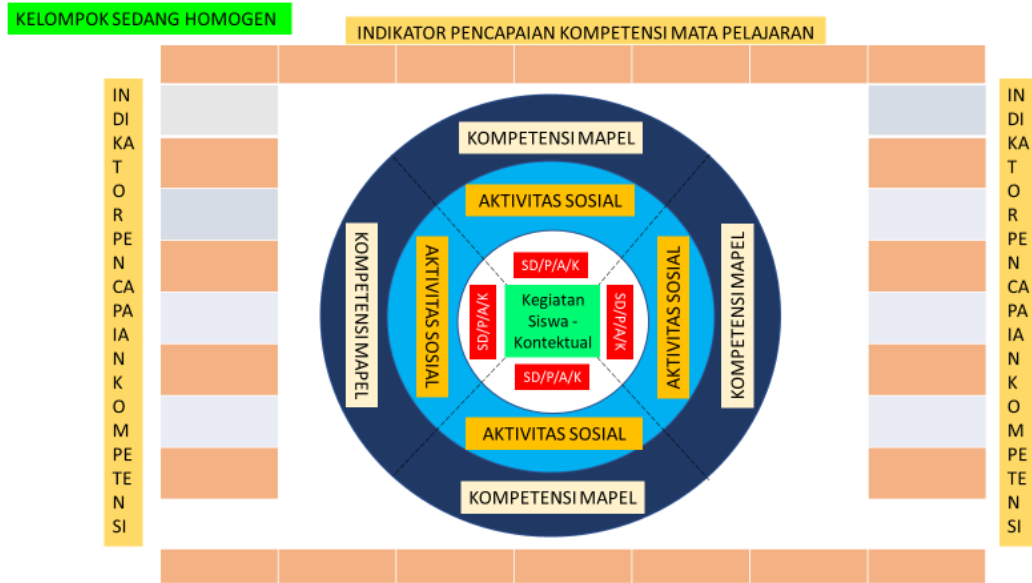 KELOMPOK SEDANG HOMOGEN
INDIKATOR PENCAPAIAN KOMPETENSI MATA PELAJARAN
IN
DI
KA
T
O
R
PE
N
CA
PA
IA
N
K
O
M
PE
TE
N
SI
KOMPETENSI MAPEL
AKTIVITAS SOSIAL
KOMPETENSI MAPEL
AKTIVITAS SOSIAL
SD/P/A/K
SD/P/A/K
Kegiatan
Siswa -
Kontektual
SD/P/A/K
SD/P/A/K
AKTIVITAS SOSIAL
KOMPETENSI MAPEL
AKTIVITAS SOSIAL
KOMPETENSI MAPEL
IN
DI
KA
T
O
R
PE
N
CA
PA
IA
N
K
O
M
PE
TE
N
SI